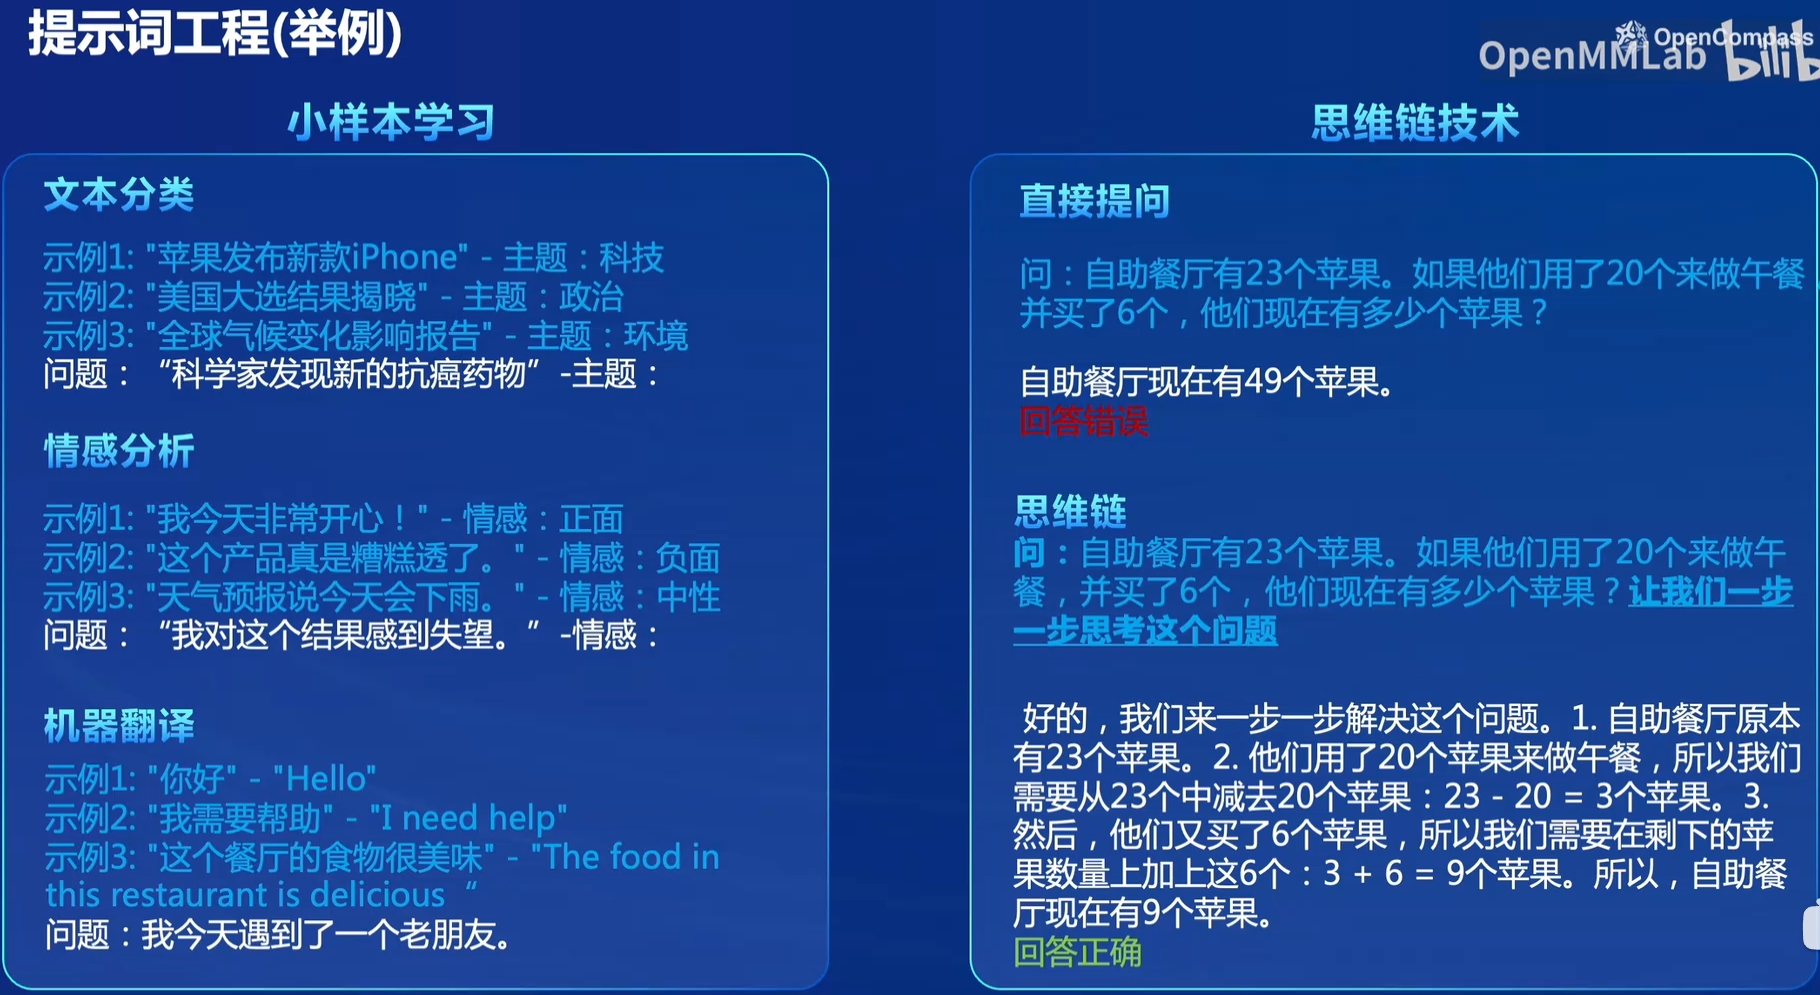 提示词工程(举例)
OpenCompass
OpenMMLab
小样本学习
文本分类
示例1: "苹果发布新款iPhone" - 主题：科技
示例2: "美国大选结果揭晓" - 主题：政治
示例3: "全球气候变化影响报告" - 主题：环境
问题：“科学家发现新的抗癌药物”-主题：
情感分析
示例1: "我今天非常开心！" - 情感：正面
示例2: "这个产品真是糟糕透了。" - 情感：负面
示例3: "天气预报说今天会下雨。" - 情感：中性
问题：“我对这个结果感到失望。”-情感：
机器翻译
示例1: "你好" - "Hello"
示例2: "我需要帮助" - "I need help"
示例3: "这个餐厅的食物很美味" - "The food in
this restaurant is delicious“
问题：我今天遇到了一个老朋友。
思维链技术
直接提问
问：自助餐厅有23个苹果。如果他们用了20个来做午餐
并买了6个，他们现在有多少个苹果？
自助餐厅现在有49个苹果。
回答错误
思维链
问：自助餐厅有23个苹果。如果他们用了20个来做午
餐，并买了6个，他们现在有多少个苹果？让我们一步
一步思考这个问题
好的，我们来一步一步解决这个问题。1. 自助餐厅原本
有23个苹果。2. 他们用了20个苹果来做午餐，所以我们
需要从23个中减去20个苹果：23 - 20 = 3个苹果。3.
然后，他们又买了6个苹果，所以我们需要在剩下的苹
果数量上加上这6个：3 + 6 = 9个苹果。所以，自助餐
厅现在有9个苹果。
回答正确